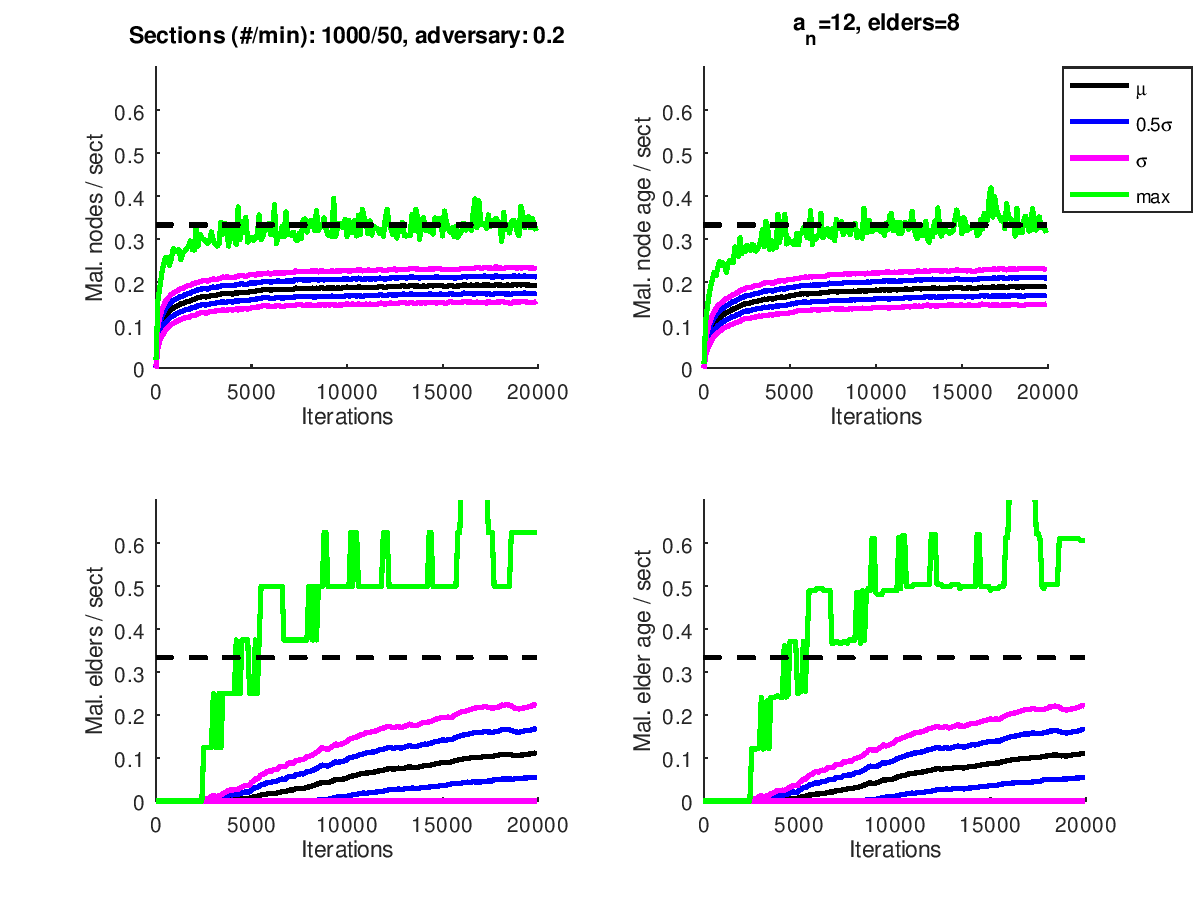 Sections (#/min): 1000/50, adversary: 0.2
a_n=12, elders=8
μ
0.5σ
σ
max
Mal. nodes / sect
0.6
0.5
0.4
0.3
0.2
0.1
0
0 5000 10000 15000 20000
Iterations
Mal. node age / sect
0.6
0.5
0.4
0.3
0.2
0.1
0
0 5000 10000 15000 20000
Iterations
Mal. elders / sect
0.6
0.5
0.4
0.3
0.2
0.1
0
0 5000 10000 15000 20000
Iterations
Mal. elder age / sect
0.6
0.5
0.4
0.3
0.2
0.1
0
0 5000 10000 15000 20000
Iterations